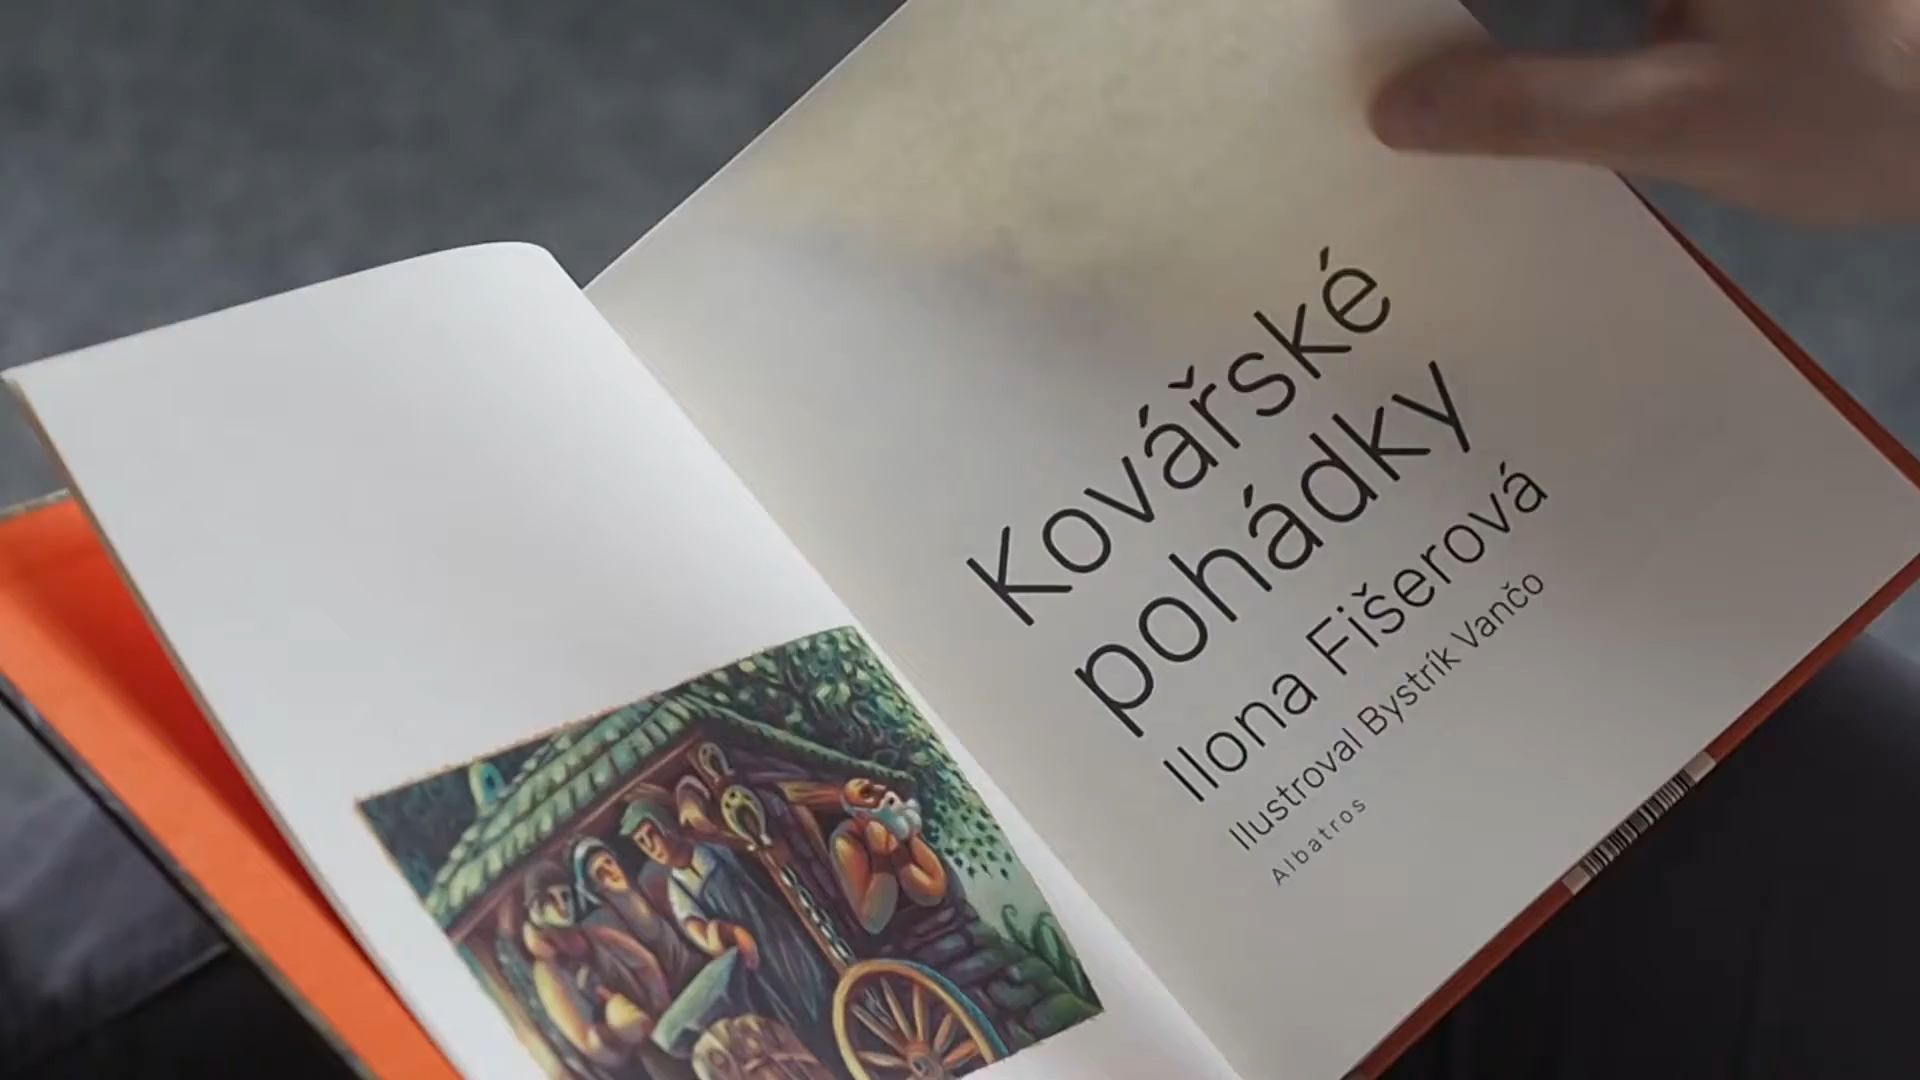 Kovářské
pohádky
Ilona Fišerová
Ilustroval Bystrík Vančo
Albatros